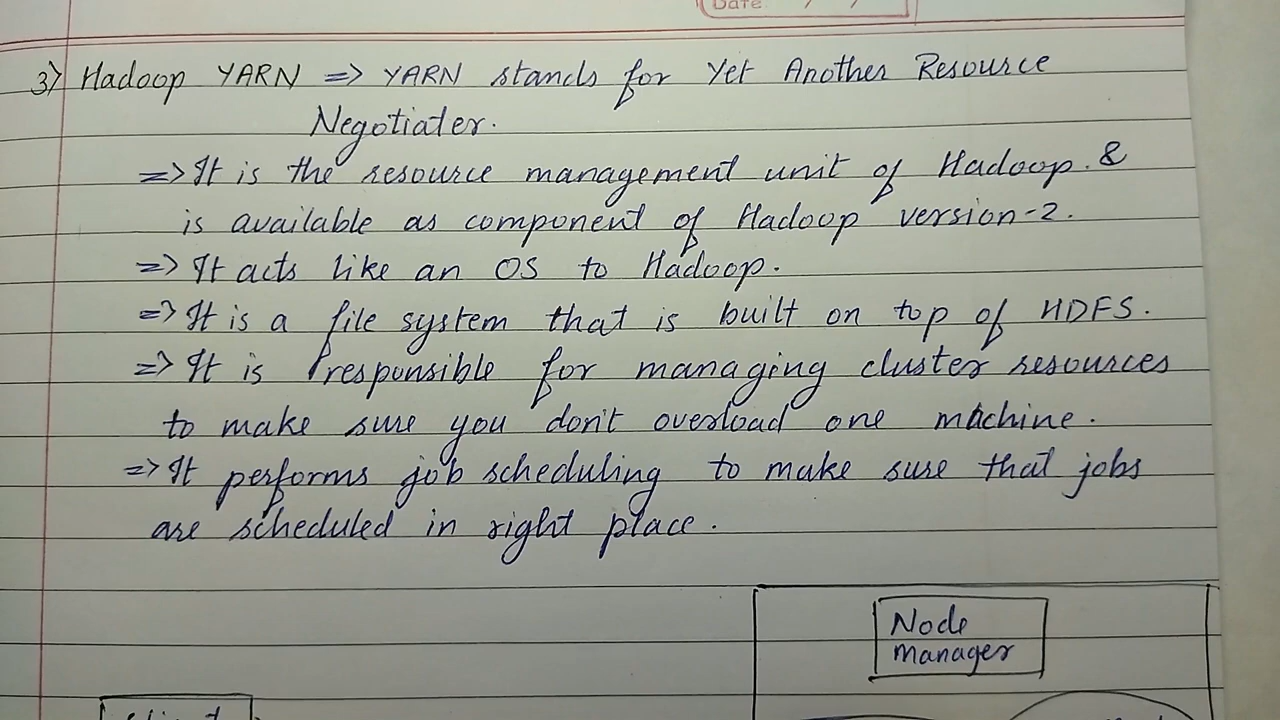 Date / /
3) Hadoop YARN => YARN stands for Yet Another Resource
Negotiater.
=> It is the resource management unit of Hadoop. &
is available as component of Hadoop version-2.
=> It acts like an OS to Hadoop.
=> It is a file system that is built on top of HDFS.
=> It is responsible for managing cluster resources
to make sure you don't overload one machine.
=> It performs job scheduling to make sure that jobs
are scheduled in right place.
Node
manager